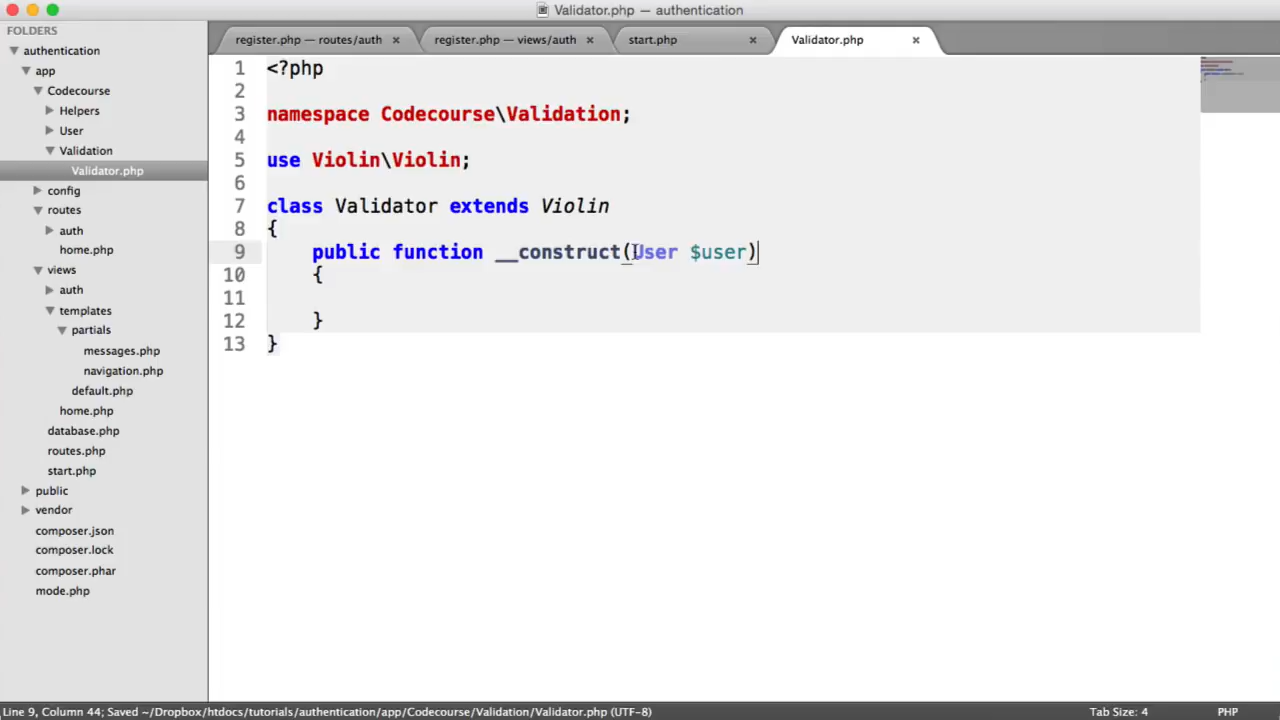 Validator.php — authentication
FOLDERS
authentication
app
Codecourse
Helpers
User
Validation
Validator.php
config
routes
auth
home.php
views
auth
templates
partials
messages.php
navigation.php
default.php
home.php
database.php
routes.php
start.php
public
vendor
composer.json
composer.lock
composer.phar
mode.php
register.php — routes/auth × register.php — views/auth × start.php × Validator.php ×
1 <?php
2
3 namespace Codecourse\Validation;
4
5 use Violin\Violin;
6
7 class Validator extends Violin
8 {
9 public function __construct(User $user)
10 {
11
12 }
13 }
Line 9, Column 44; Saved ~/Dropbox/htdocs/tutorials/authentication/app/Codecourse/Validation/Validator.php (UTF-8) Tab Size: 4 PHP